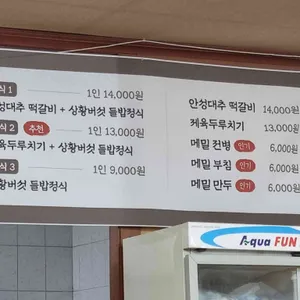 식 1 1인 14,000원
성대추 떡갈비 + 상황버섯 들밥정식
식 2 추천 1인 13,000원
육두루치기 + 상황버섯 들밥정식
식 3 1인 9,000원
황버섯 들밥정식
안성대추 떡갈비 14,000원
제육두루치기 13,000원
메밀 전병 인기 6,000원
메밀 부침 인기 6,000원
메밀 만두 인기 6,000원
Aqua FUN